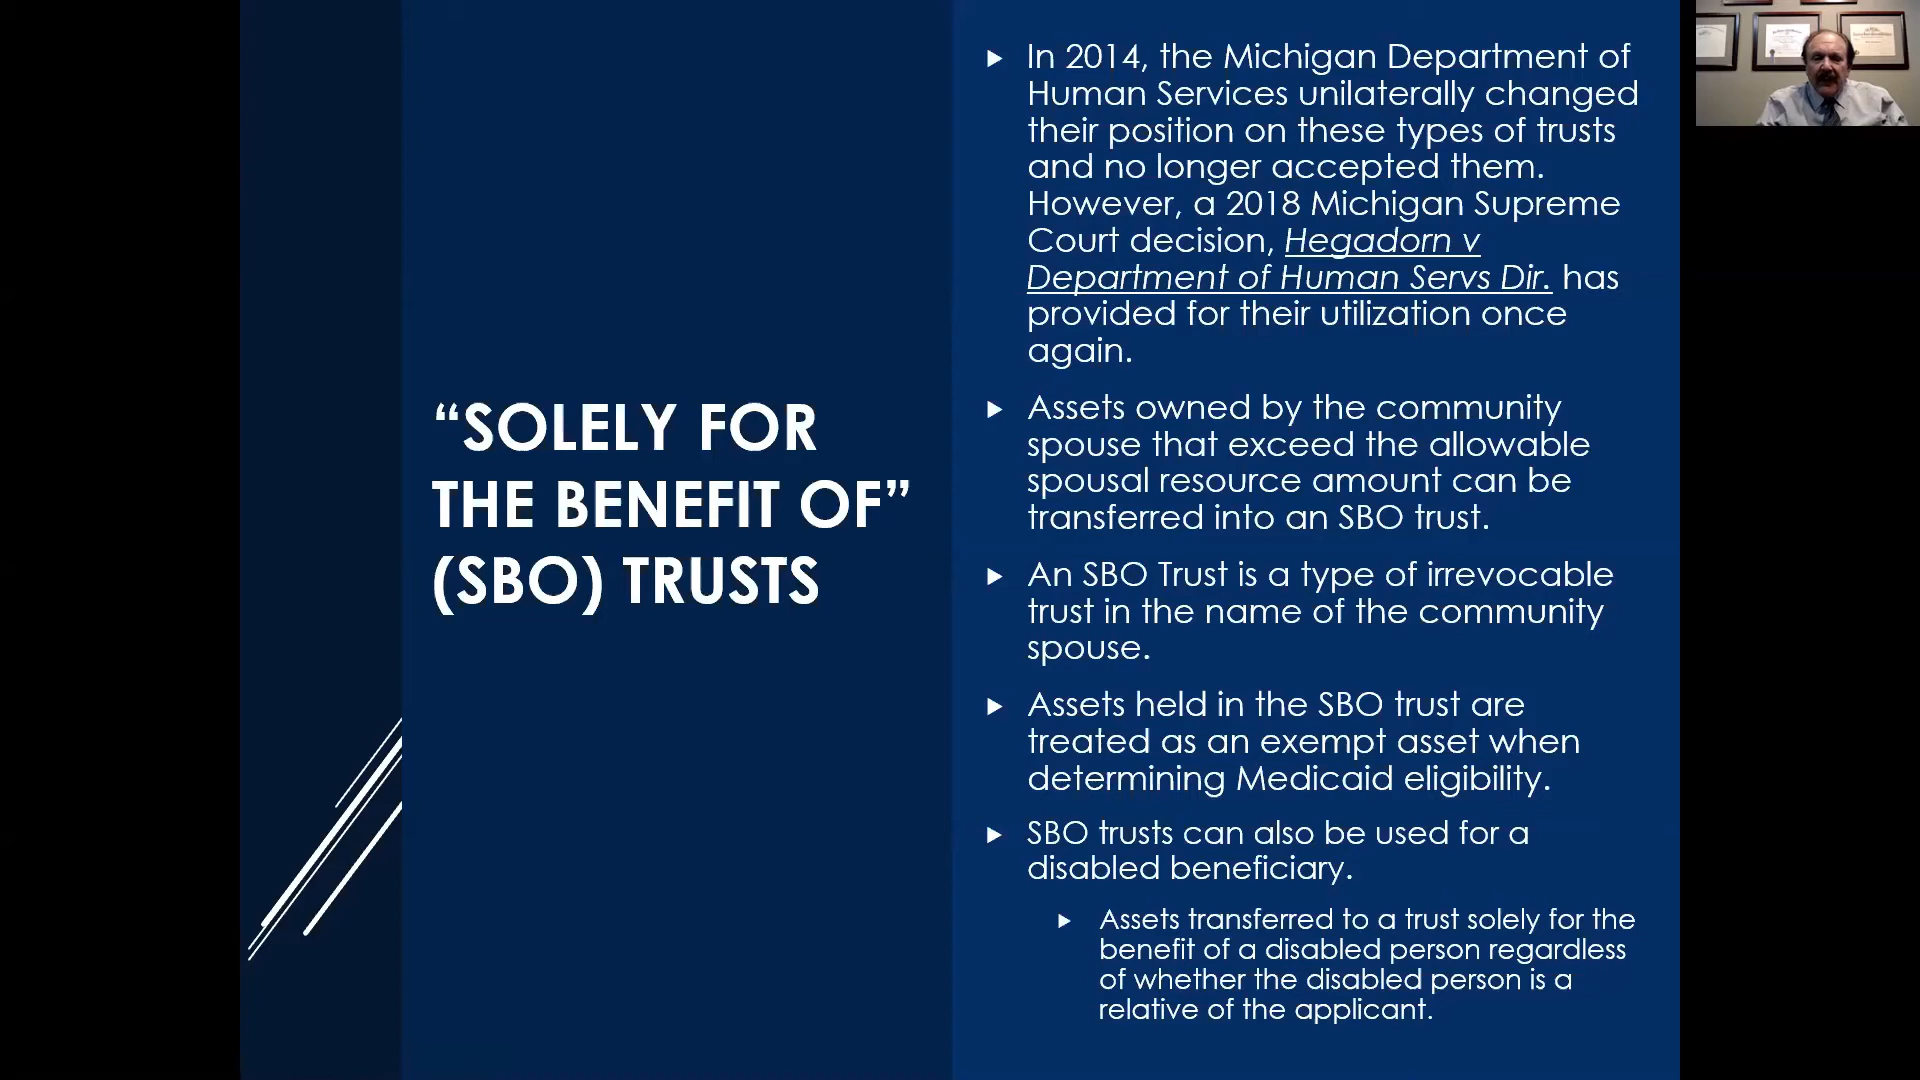 “SOLELY FOR
THE BENEFIT OF”
(SBO) TRUSTS
In 2014, the Michigan Department of
Human Services unilaterally changed
their position on these types of trusts
and no longer accepted them.
However, a 2018 Michigan Supreme
Court decision, Hegadorn v
Department of Human Servs Dir. has
provided for their utilization once
again.
Assets owned by the community
spouse that exceed the allowable
spousal resource amount can be
transferred into an SBO trust.
An SBO Trust is a type of irrevocable
trust in the name of the community
spouse.
Assets held in the SBO trust are
treated as an exempt asset when
determining Medicaid eligibility.
SBO trusts can also be used for a
disabled beneficiary.
Assets transferred to a trust solely for the
benefit of a disabled person regardless
of whether the disabled person is a
relative of the applicant.